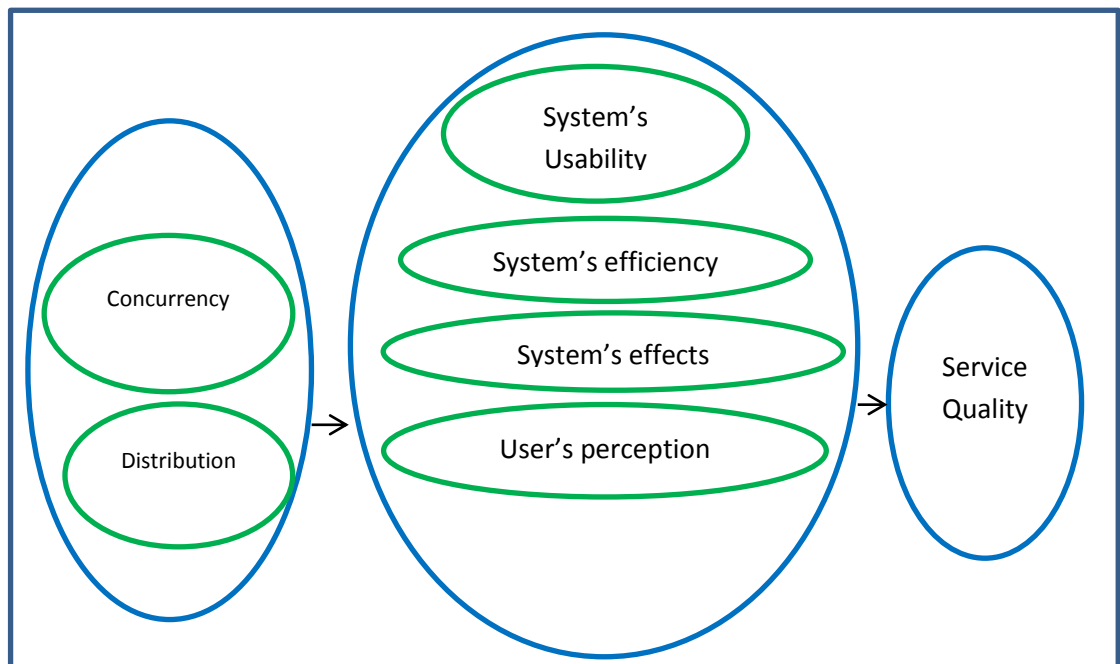 Concurrency
Distribution
System’s
Usability
System’s efficiency
System’s effects
User’s perception
Service
Quality